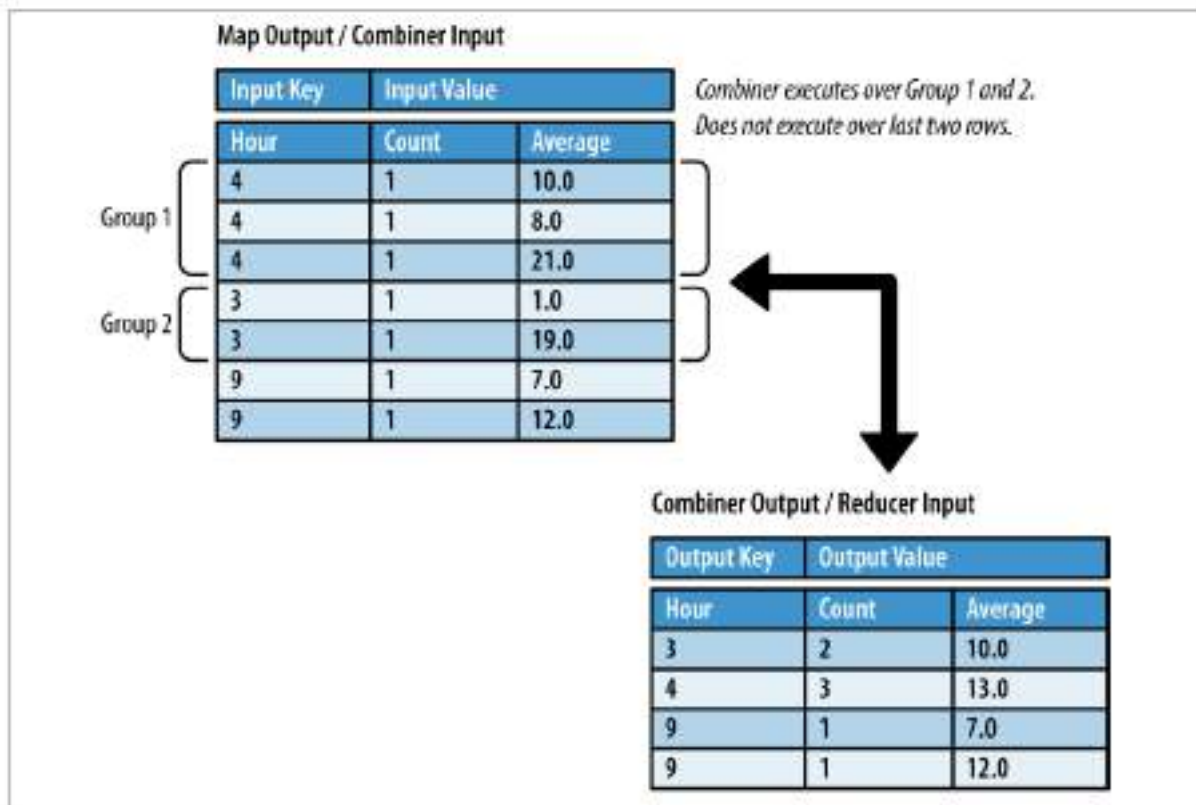 Map Output / Combiner Input
Input Key Input Value
Combiner executes over Group 1 and 2.
Does not execute over last two rows.
Hour Count Average
4 1 10.0
Group 1
4 1 8.0
4 1 21.0
3 1 1.0
Group 2
3 1 19.0
9 1 7.0
9 1 12.0
Combiner Output / Reducer Input
Output Key Output Value
Hour Count Average
3 2 10.0
4 3 13.0
9 1 7.0
9 1 12.0